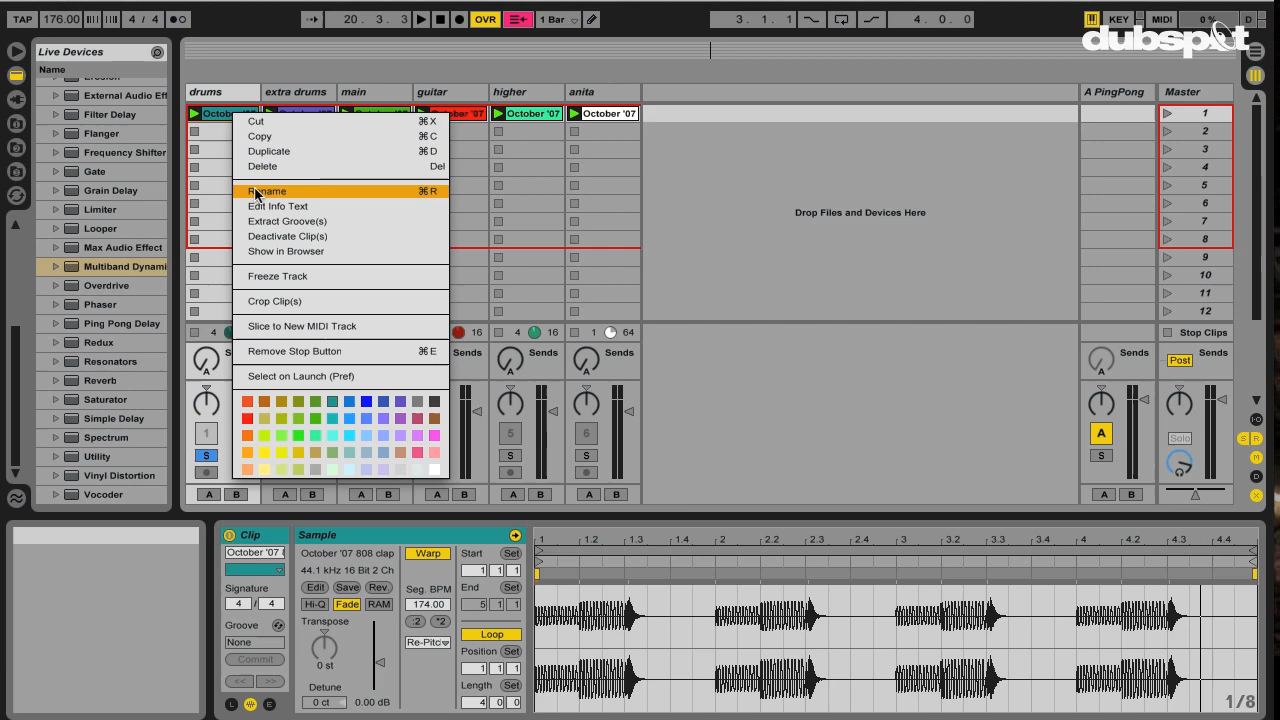 TAP 176.00 4 / 4 20. 3. 3 OVR 1 Bar 3. 1. 1 4. 0. 0 KEY MIDI 0 % D
dubspot
Live Devices
Name
Erosion
External Audio Eff
Filter Delay
Flanger
Frequency Shifter
Gate
Grain Delay
Limiter
Looper
Max Audio Effect
Multiband Dynami
Overdrive
Phaser
Ping Pong Delay
Redux
Resonators
Reverb
Saturator
Simple Delay
Spectrum
Utility
Vinyl Distortion
Vocoder
drums extra drums main guitar higher anita A PingPong Master
October '07 October '07 October '07
1
2
3
4
5
6
7
8
9
10
11
12
Cut ⌘X
Copy ⌘C
Duplicate ⌘D
Delete Del
Rename ⌘R
Edit Info Text
Extract Groove(s)
Deactivate Clip(s)
Show in Browser
Freeze Track
Crop Clip(s)
Slice to New MIDI Track
Remove Stop Button ⌘E
Select on Launch (Pref)
Drop Files and Devices Here
4 16 4 16 1 64 Stop Clips
Sends Sends Sends Sends Sends
Post
A A A A A
1 5 6 A Solo
S S S S
A B A B A B A B A B A B A B
I·O
S R
M
D
X
Clip
October '07
Signature
4 / 4
Groove
None
Commit
<< >>
L E
Sample
October '07 808 clap
44.1 kHz 16 Bit 2 Ch
Edit Save Rev.
Hi-Q Fade RAM
Transpose
0 st
Detune
0 ct 0.00 dB
Warp
Seg. BPM
174.00
:2 *2
Re-Pitch
Start Set
1 1 1
End Set
5 1 1
Loop
Position Set
1 1 1
Length Set
4 0 0
1 1.2 1.3 1.4 2 2.2 2.3 2.4 3 3.2 3.3 3.4 4 4.2 4.3 4.4
1/8